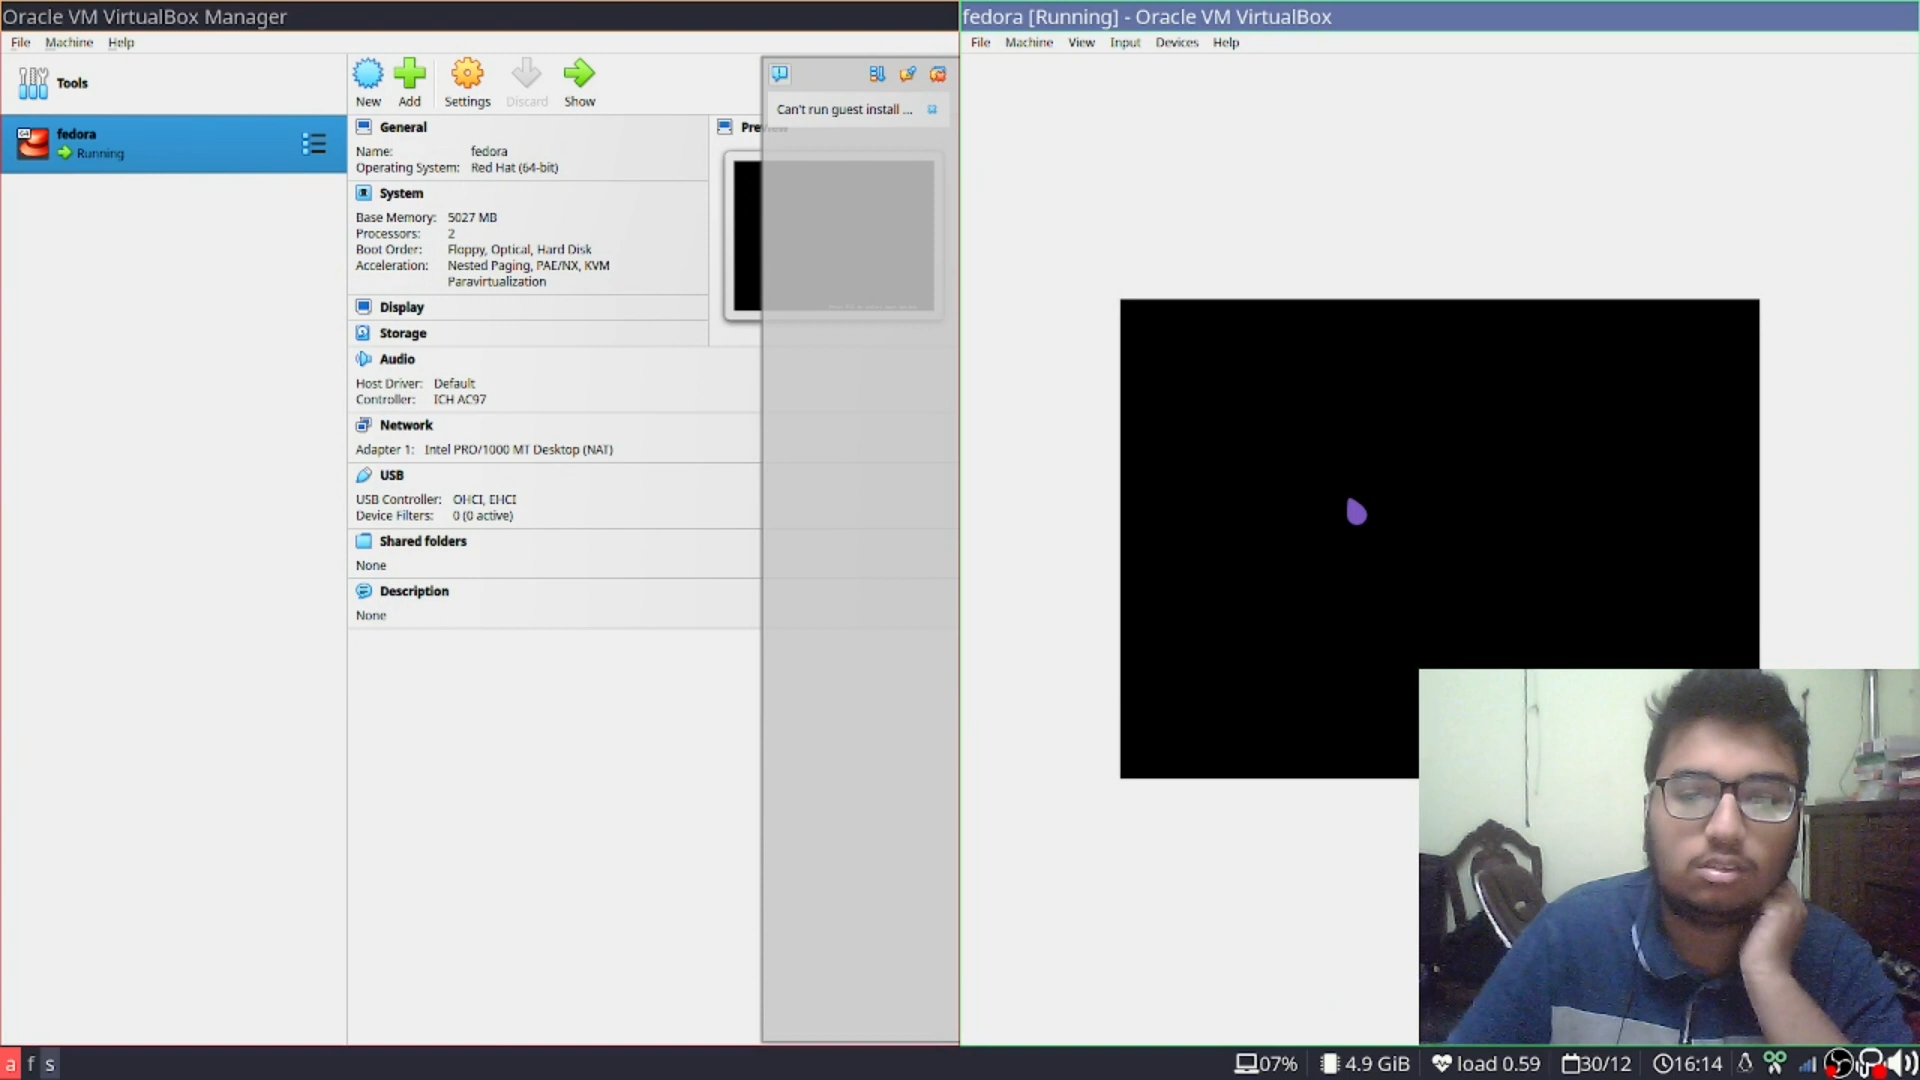 Oracle VM VirtualBox Manager
File Machine Help
Tools
fedora
Running
New Add Settings Discard Show
General
Name: fedora
Operating System: Red Hat (64-bit)
System
Base Memory: 5027 MB
Processors: 2
Boot Order: Floppy, Optical, Hard Disk
Acceleration: Nested Paging, PAE/NX, KVM
Paravirtualization
Display
Storage
Audio
Host Driver: Default
Controller: ICH AC97
Network
Adapter 1: Intel PRO/1000 MT Desktop (NAT)
USB
USB Controller: OHCI, EHCI
Device Filters: 0 (0 active)
Shared folders
None
Description
None
Preview
Can't run guest install ...
fedora [Running] - Oracle VM VirtualBox
File Machine View Input Devices Help
a f s
07% 4.9 GiB load 0.59 30/12 16:14